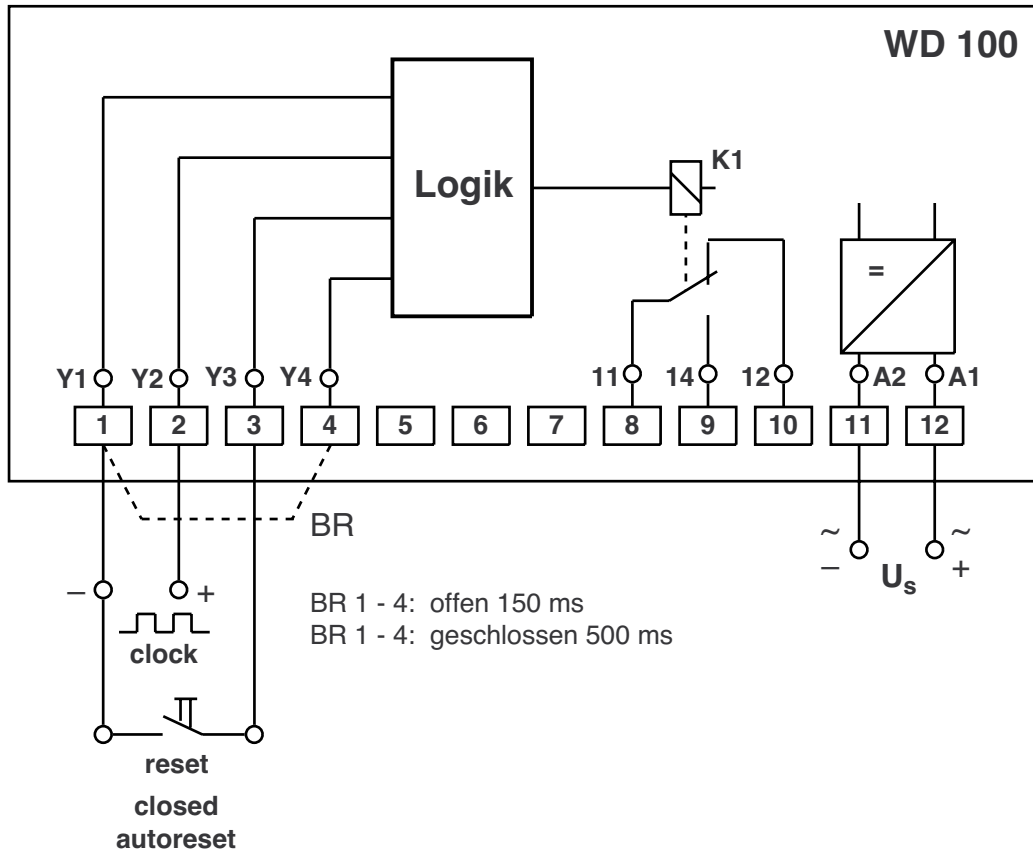 WD 100
K1
Logik
=
Y1 Y2 Y3 Y4 11 14 12 A2 A1
1 2 3 4 5 6 7 8 9 10 11 12
BR
~ ~
− +
Us
− +
clock
BR 1 - 4: offen 150 ms
BR 1 - 4: geschlossen 500 ms
reset
closed
autoreset